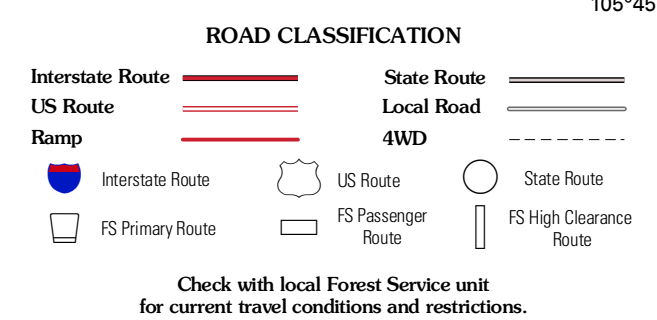 105°45
ROAD CLASSIFICATION
Interstate Route State Route
US Route Local Road
Ramp 4WD
Interstate Route US Route State Route
FS Primary Route FS Passenger Route FS High Clearance Route
Check with local Forest Service unit
for current travel conditions and restrictions.